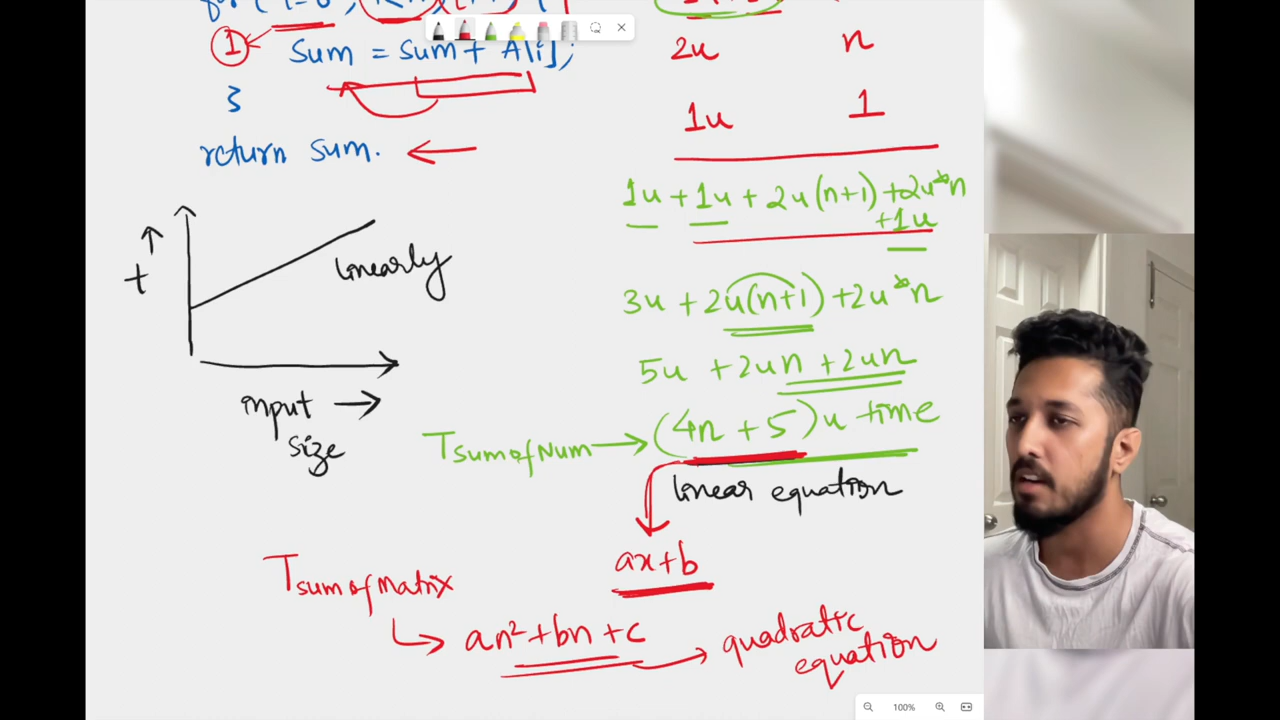 Sum = Sum + A[i];
1
2u n
}
1u 1
return sum.
1u + 1u + 2u(n+1) + 2u*n
+1u
t
linearly
3u + 2u(n+1) + 2u*n
5u + 2un + 2un
input
size
TsumofNum → (4n + 5)u time
linear equation
ax+b
Tsum of Matrix
an²+bn+c
quadratic
equation
100%